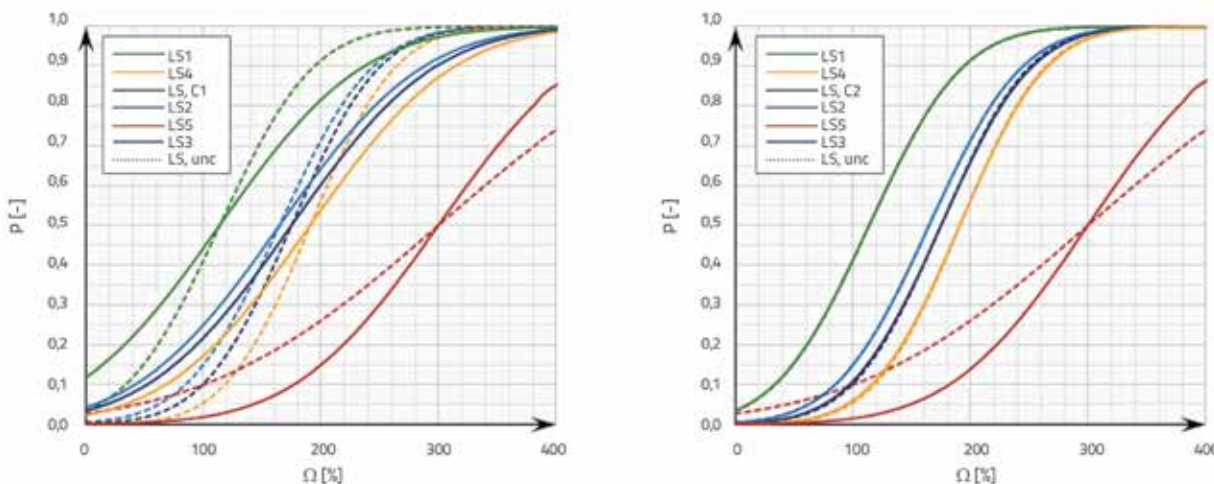 1,0
0,9
0,8
0,7
0,6
0,5
0,4
0,3
0,2
0,1
0,0
p [-]
LS1
LS4
LS, C1
LS2
LS5
LS3
LS, unc
0 100 200 300 400
Ω [%]
1,0
0,9
0,8
0,7
0,6
0,5
0,4
0,3
0,2
0,1
0,0
p [-]
LS1
LS4
LS, C2
LS2
LS5
LS3
LS, unc
0 100 200 300 400
Ω [%]